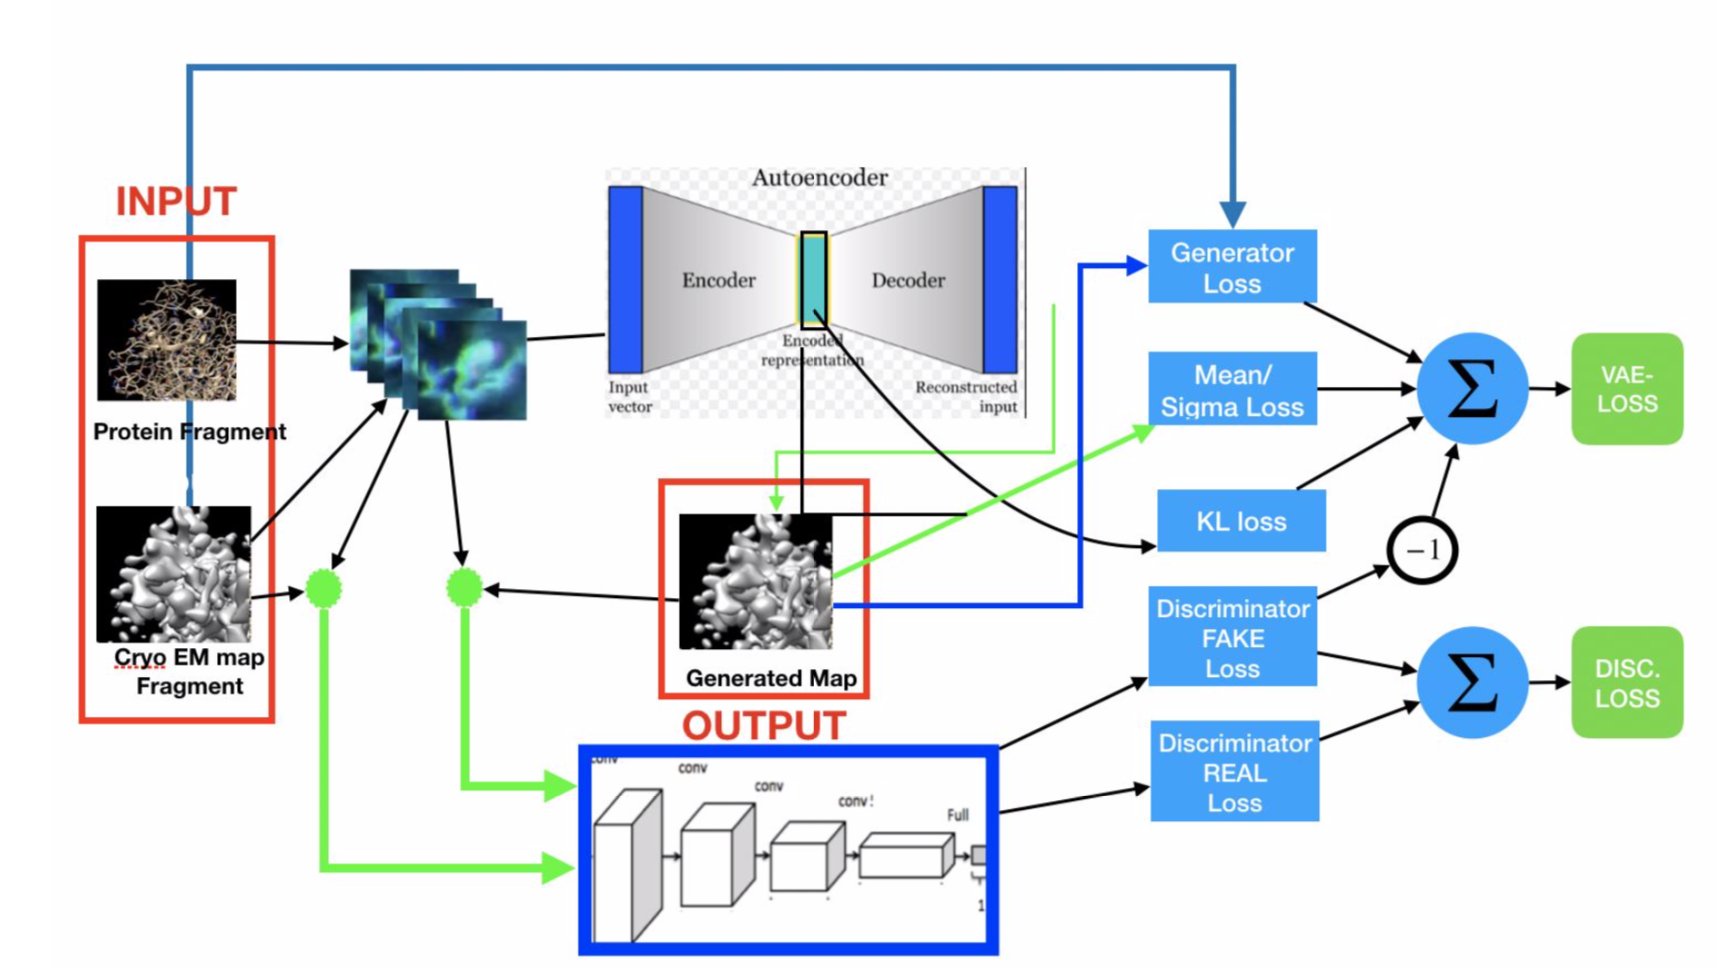 INPUT
Protein Fragment
Cryo EM map
Fragment
Autoencoder
Encoder
Decoder
Encoded
representation
Input
vector
Reconstructed
input
Generated Map
OUTPUT
conv
conv
conv
conv!
Full
1
Generator
Loss
Mean/
Sigma Loss
KL loss
Discriminator
FAKE
Loss
Discriminator
REAL
Loss
−1
Σ
Σ
VAE-
LOSS
DISC.
LOSS